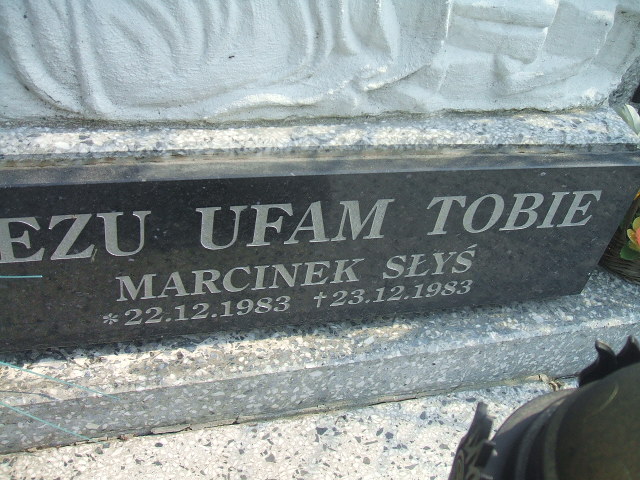 EZU UFAM TOBIE
MARCINEK SŁYŚ
*22.12.1983 †23.12.1983